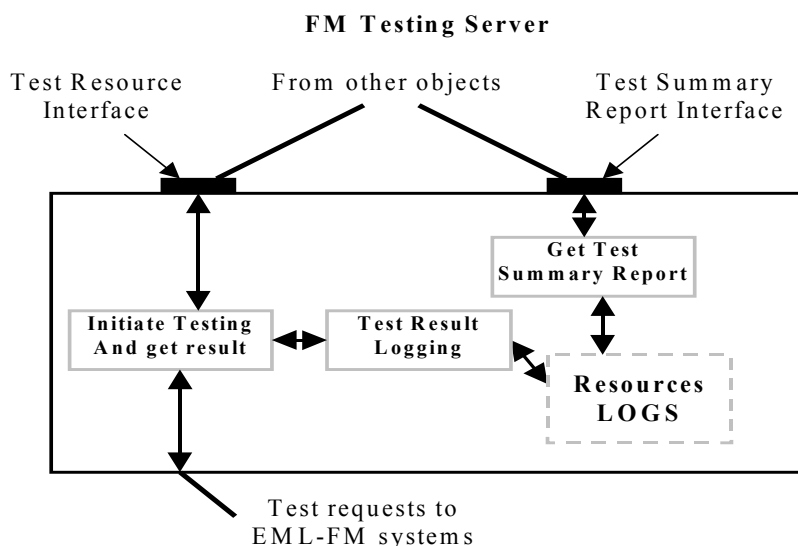 FM Testing Server
Test Resource
Interface
From other objects
Test Summary
Report Interface
Get Test
Summary Report
Initiate Testing
And get result
Test Result
Logging
Resources
LOGS
Test requests to
EML-FM systems